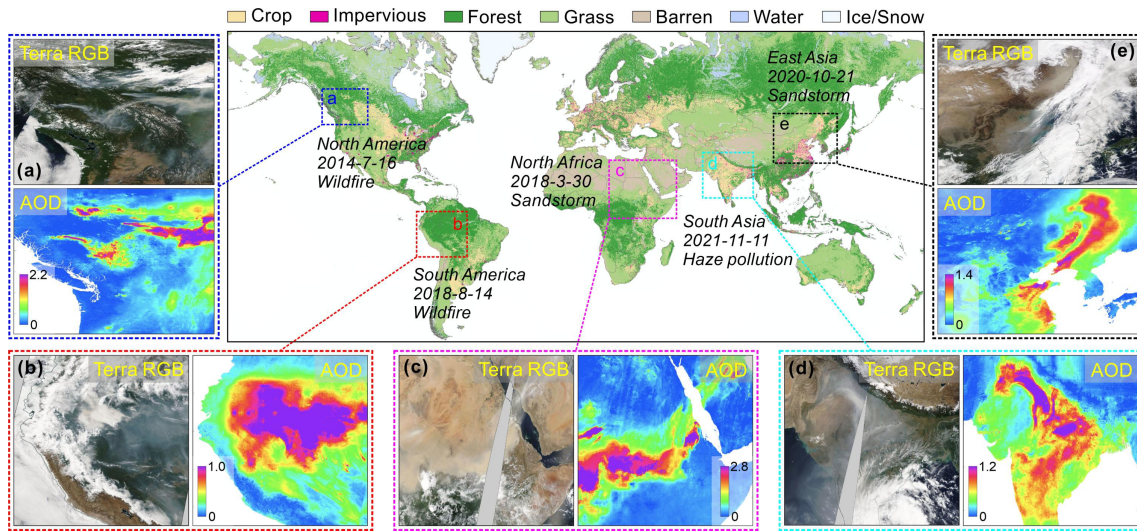 Crop Impervious Forest Grass Barren Water Ice/Snow
Terra RGB
(a)
AOD
2.2
0
a
North America
2014-7-16
Wildfire
b
South America
2018-8-14
Wildfire
North Africa
2018-3-30
Sandstorm
c
d
South Asia
2021-11-11
Haze pollution
East Asia
2020-10-21
Sandstorm
e
Terra RGB (e)
AOD
1.4
0
(b) Terra RGB
AOD
1.0
0
(c) Terra RGB
AOD
2.8
0
(d) Terra RGB
AOD
1.2
0